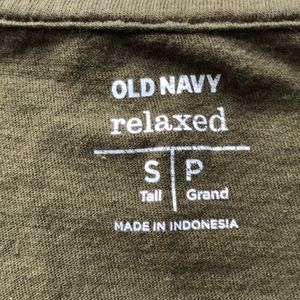 OLD NAVY
relaxed
S P
Tall Grand
MADE IN INDONESIA